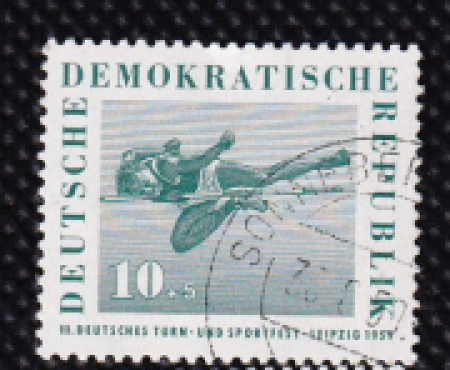 DEUTSCHE
DEMOKRATISCHE
REPUBLIK
10+5
III. DEUTSCHES TURN- UND SPORTFEST · LEIPZIG 1959